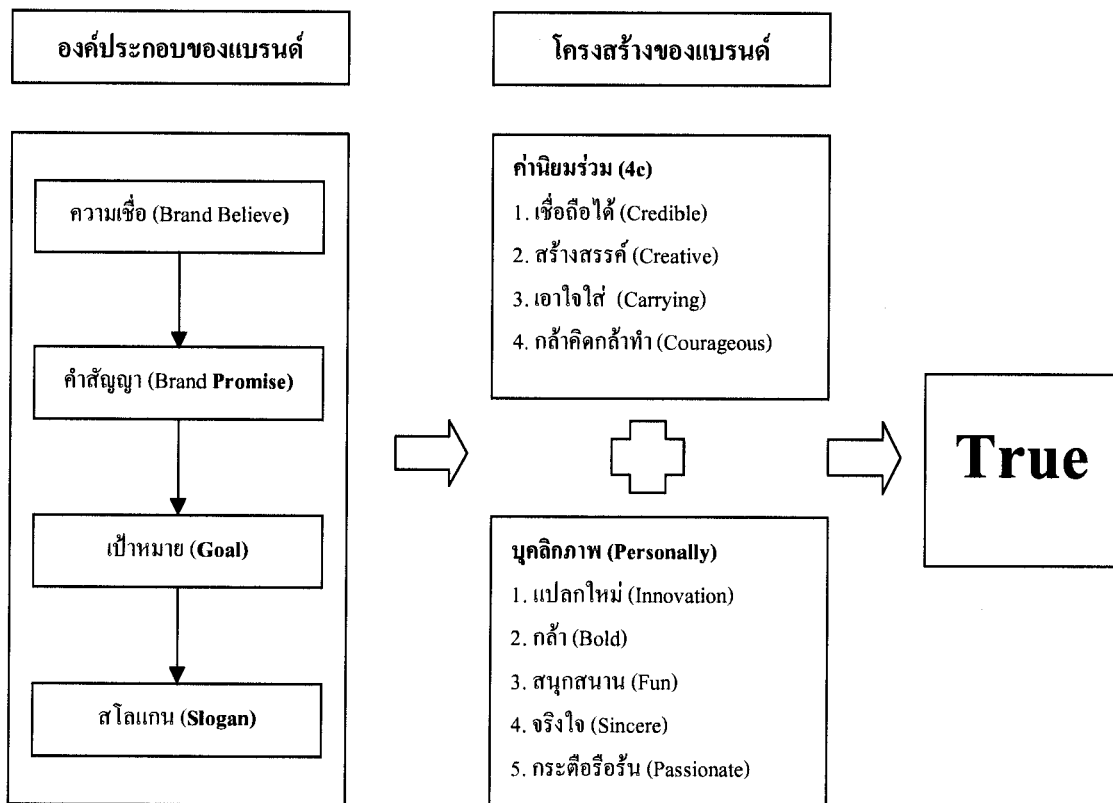 องค์ประกอบของแบรนด์
ความเชื่อ (Brand Believe)
คำสัญญา (Brand Promise)
เป้าหมาย (Goal)
สโลแกน (Slogan)
โครงสร้างของแบรนด์
ค่านิยมร่วม (4c)
1. เชื่อถือได้ (Credible)
2. สร้างสรรค์ (Creative)
3. เอาใจใส่ (Carrying)
4. กล้าคิดกล้าทำ (Courageous)
บุคลิกภาพ (Personally)
1. แปลกใหม่ (Innovation)
2. กล้า (Bold)
3. สนุกสนาน (Fun)
4. จริงใจ (Sincere)
5. กระตือรือร้น (Passionate)
True